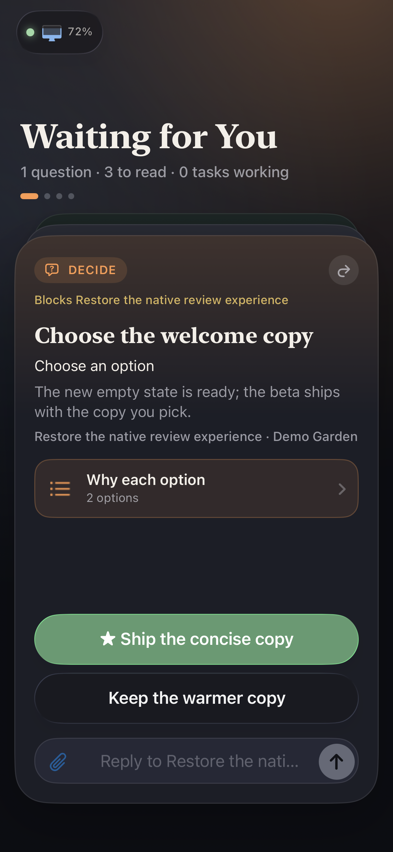 72%
Waiting for You
1 question · 3 to read · 0 tasks working
DECIDE
Blocks Restore the native review experience
Choose the welcome copy
Choose an option
The new empty state is ready; the beta ships
with the copy you pick.
Restore the native review experience · Demo Garden
Why each option
2 options
Ship the concise copy
Keep the warmer copy
Reply to Restore the nati...